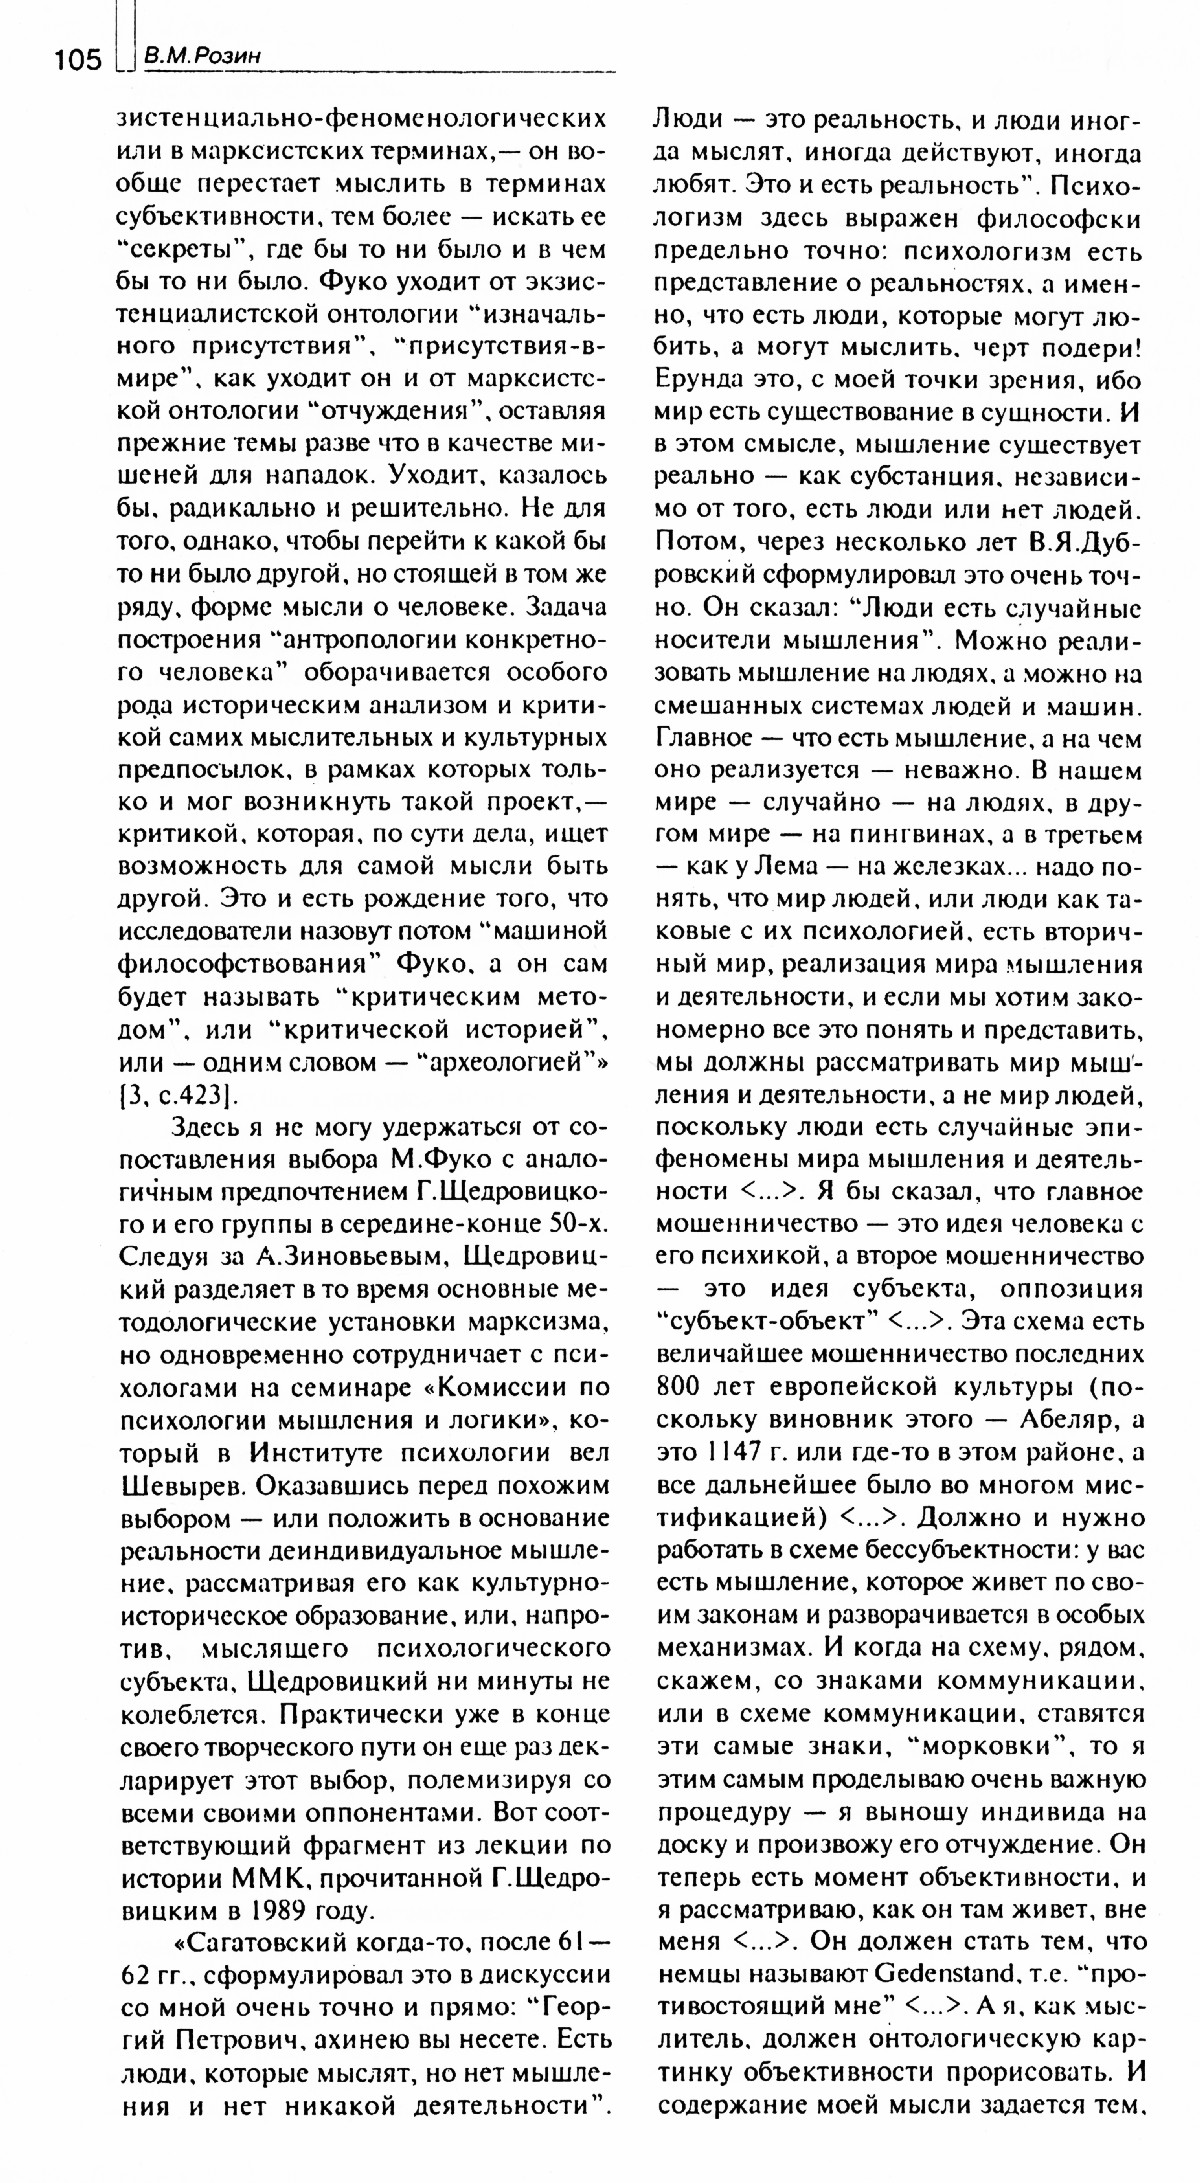 105
В.М.Розин
зистенциально-феноменологических
или в марксистских терминах,— он во-
обще перестает мыслить в терминах
субъективности, тем более — искать ее
“секреты”, где бы то ни было и в чем
бы то ни было. Фуко уходит от экзис-
тенциалистской онтологии “изначаль-
ного присутствия”, “присутствия-в-
мире”, как уходит он и от марксистс-
кой онтологии “отчуждения”, оставляя
прежние темы разве что в качестве ми-
шеней для нападок. Уходит, казалось
бы, радикально и решительно. Не для
того, однако, чтобы перейти к какой бы
то ни было другой, но стоящей в том же
ряду, форме мысли о человеке. Задача
построения “антропологии конкретно-
го человека” оборачивается особого
рода историческим анализом и крити-
кой самих мыслительных и культурных
предпосылок, в рамках которых толь-
ко и мог возникнуть такой проект,—
критикой, которая, по сути дела, ищет
возможность для самой мысли быть
другой. Это и есть рождение того, что
исследователи назовут потом “машиной
философствования” Фуко, а он сам
будет называть “критическим мето-
дом”, или “критической историей”,
или — одним словом — “археологией”»
[3, с.423].
Здесь я не могу удержаться от со-
поставления выбора М.Фуко с анало-
гичным предпочтением Г.Щедровицко-
го и его группы в середине-конце 50-х.
Следуя за А.Зиновьевым, Щедровиц-
кий разделяет в то время основные ме-
тодологические установки марксизма,
но одновременно сотрудничает с пси-
хологами на семинаре «Комиссии по
психологии мышления и логики», ко-
торый в Институте психологии вел
Шевырев. Оказавшись перед похожим
выбором — или положить в основание
реальности деиндивидуальное мышле-
ние, рассматривая его как культурно-
историческое образование, или, напро-
тив, мыслящего психологического
субъекта, Щедровицкий ни минуты не
колеблется. Практически уже в конце
своего творческого пути он еще раз дек-
ларирует этот выбор, полемизируя со
всеми своими оппонентами. Вот соот-
ветствующий фрагмент из лекции по
истории ММК, прочитанной Г.Щедро-
вицким в 1989 году.
«Сагатовский когда-то, после 61—
62 гг., сформулировал это в дискуссии
со мной очень точно и прямо: “Геор-
гий Петрович, ахинею вы несете. Есть
люди, которые мыслят, но нет мышле-
ния и нет никакой деятельности”.
Люди — это реальность, и люди иног-
да мыслят, иногда действуют, иногда
любят. Это и есть реальность”. Психо-
логизм здесь выражен философски
предельно точно: психологизм есть
представление о реальностях, а имен-
но, что есть люди, которые могут лю-
бить, а могут мыслить, черт подери!
Ерунда это, с моей точки зрения, ибо
мир есть существование в сущности. И
в этом смысле, мышление существует
реально — как субстанция, независи-
мо от того, есть люди или нет людей.
Потом, через несколько лет В.Я.Дуб-
ровский сформулировал это очень точ-
но. Он сказал: “Люди есть случайные
носители мышления”. Можно реали-
зовать мышление на людях, а можно на
смешанных системах людей и машин.
Главное — что есть мышление, а на чем
оно реализуется — неважно. В нашем
мире — случайно — на людях, в дру-
гом мире — на пингвинах, а в третьем
— как у Лема — на железках... надо по-
нять, что мир людей, или люди как та-
ковые с их психологией, есть вторич-
ный мир, реализация мира мышления
и деятельности, и если мы хотим зако-
номерно все это понять и представить,
мы должны рассматривать мир мыш-
ления и деятельности, а не мир людей,
поскольку люди есть случайные эпи-
феномены мира мышления и деятель-
ности <...>. Я бы сказал, что главное
мошенничество — это идея человека с
его психикой, а второе мошенничество
— это идея субъекта, оппозиция
“субъект-объект” <...>. Эта схема есть
величайшее мошенничество последних
800 лет европейской культуры (по-
скольку виновник этого — Абеляр, а
это 1147 г. или где-то в этом районе, а
все дальнейшее было во многом мис-
тификацией) <...>. Должно и нужно
работать в схеме бессубъектности: у вас
есть мышление, которое живет по сво-
им законам и разворачивается в особых
механизмах. И когда на схему, рядом,
скажем, со знаками коммуникации,
или в схеме коммуникации, ставятся
эти самые знаки, “морковки”, то я
этим самым проделываю очень важную
процедуру — я выношу индивида на
доску и произвожу его отчуждение. Он
теперь есть момент объективности, и
я рассматриваю, как он там живет, вне
меня <...>. Он должен стать тем, что
немцы называют Gedenstand, т.е. “про-
тивостоящий мне” <...>. А я, как мыс-
литель, должен онтологическую кар-
тинку объективности прорисовать. И
содержание моей мысли задается тем,